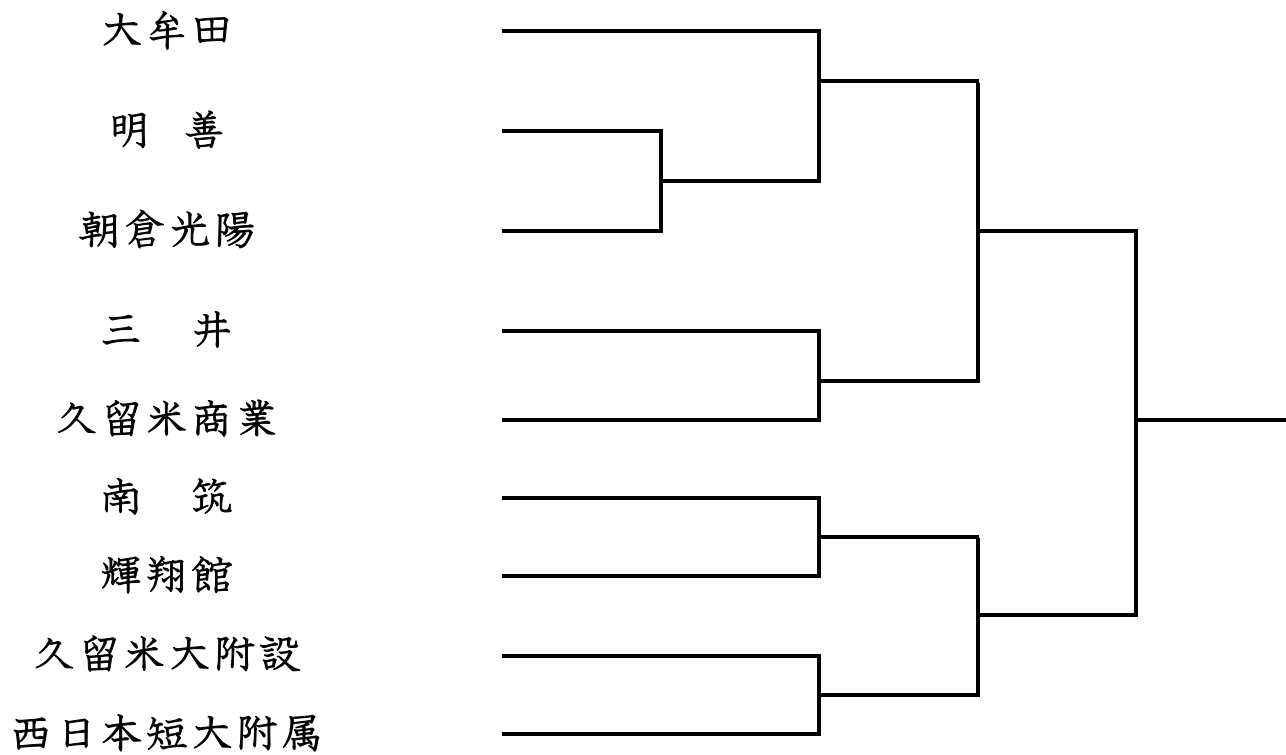 大牟田
明 善
朝倉光陽
三 井
久留米商業
南 筑
輝翔館
久留米大附設
西日本短大附属